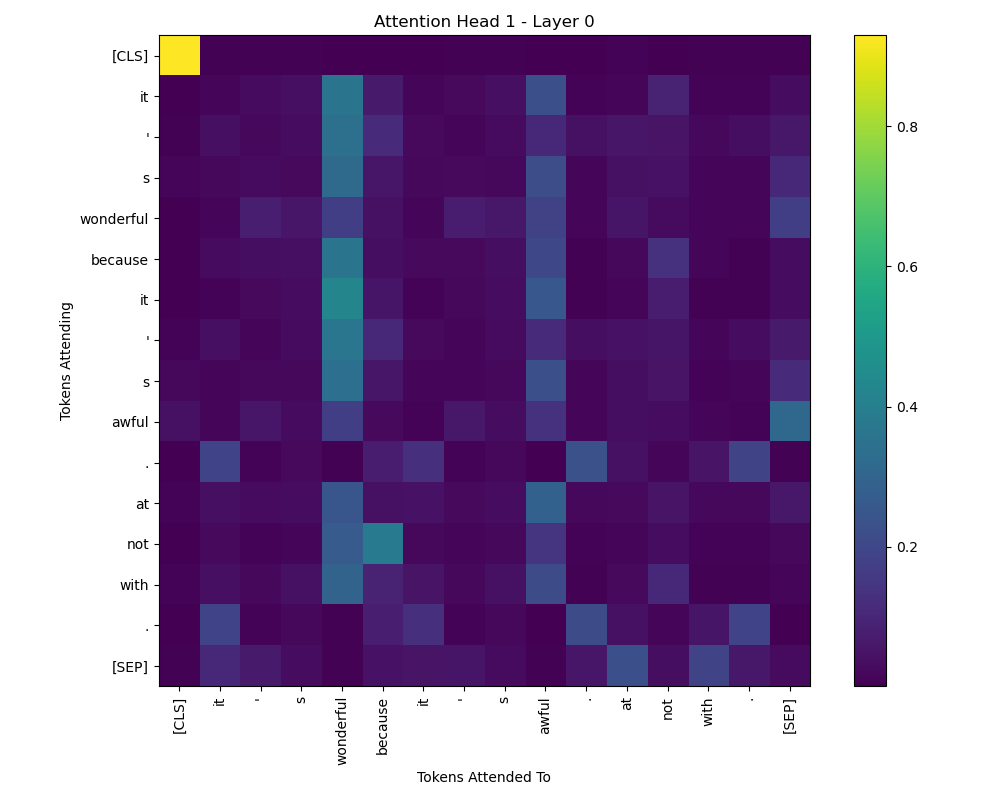 Attention Head 1 - Layer 0
Tokens Attending
[CLS]
it
'
s
wonderful
because
it
'
s
awful
.
at
not
with
.
[SEP]
[CLS]
it
'
s
wonderful
because
it
'
s
awful
.
at
not
with
.
[SEP]
Tokens Attended To
0.8
0.6
0.4
0.2